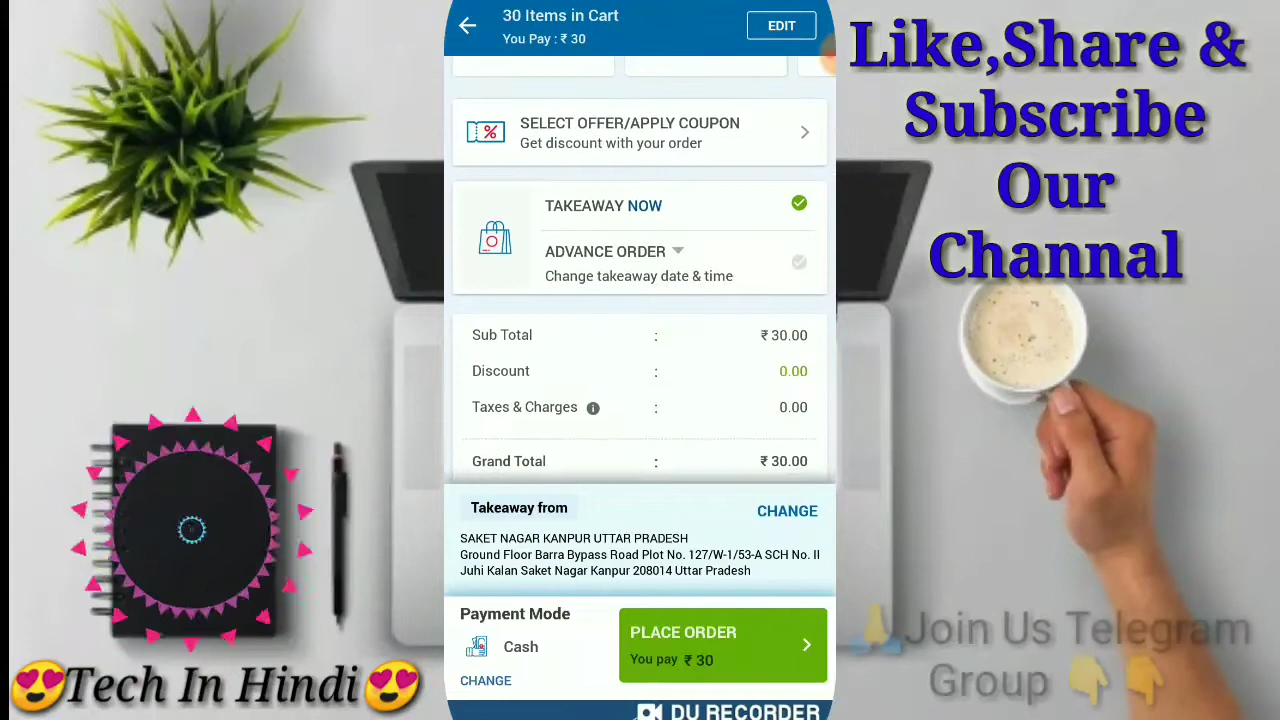 30 Items in Cart
You Pay : ₹ 30
EDIT
SELECT OFFER/APPLY COUPON
Get discount with your order
TAKEAWAY NOW
ADVANCE ORDER
Change takeaway date & time
Sub Total : ₹ 30.00
Discount : 0.00
Taxes & Charges : 0.00
Grand Total : ₹ 30.00
Takeaway from
CHANGE
SAKET NAGAR KANPUR UTTAR PRADESH
Ground Floor Barra Bypass Road Plot No. 127/W-1/53-A SCH No. II
Juhi Kalan Saket Nagar Kanpur 208014 Uttar Pradesh
Payment Mode
Cash
CHANGE
PLACE ORDER
You pay ₹ 30
DU RECORDER
Like,Share &
Subscribe
Our
Channal
🙏Join Us Telegram
Group 👇👇
😍Tech In Hindi😍